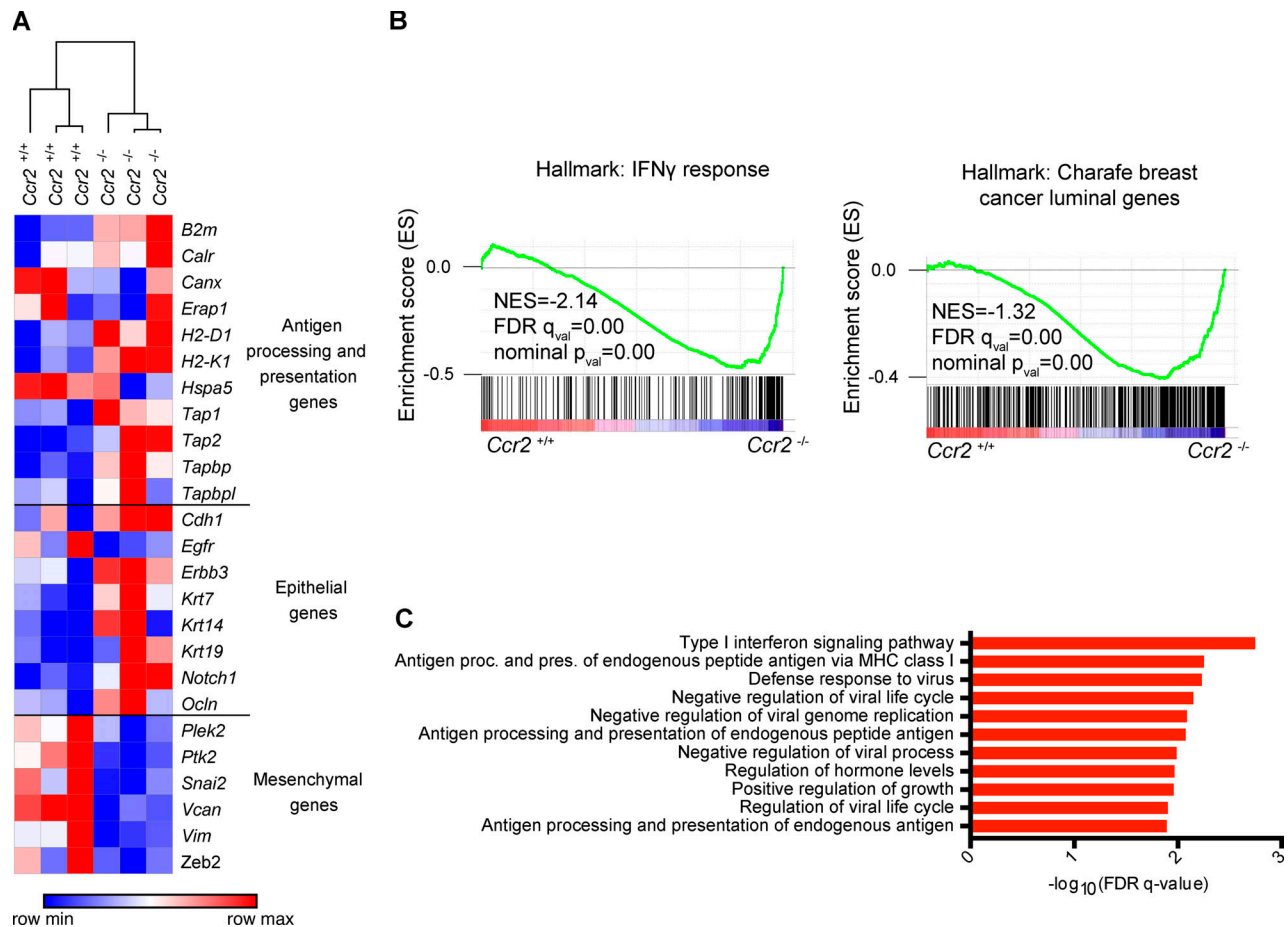 A
Ccr2 +/+
Ccr2 +/+
Ccr2 +/+
Ccr2 -/-
Ccr2 -/-
Ccr2 -/-
B2m
Calr
Canx
Erap1
H2-D1
H2-K1
Hspa5
Tap1
Tap2
Tapbp
Tapbpl
Cdh1
Egfr
Erbb3
Krt7
Krt14
Krt19
Notch1
Ocln
Plek2
Ptk2
Snai2
Vcan
Vim
Zeb2
Antigen
processing and
presentation
genes
Epithelial
genes
Mesenchymal
genes
row min
row max
B
Hallmark: IFNγ response
Enrichment score (ES)
0.0
-0.5
NES=-2.14
FDR qval=0.00
nominal pval=0.00
Ccr2 +/+
Ccr2 -/-
Hallmark: Charafe breast
cancer luminal genes
Enrichment score (ES)
0.0
-0.4
NES=-1.32
FDR qval=0.00
nominal pval=0.00
Ccr2 +/+
Ccr2 -/-
C
Type I interferon signaling pathway
Antigen proc. and pres. of endogenous peptide antigen via MHC class I
Defense response to virus
Negative regulation of viral life cycle
Negative regulation of viral genome replication
Antigen processing and presentation of endogenous peptide antigen
Negative regulation of viral process
Regulation of hormone levels
Positive regulation of growth
Regulation of viral life cycle
Antigen processing and presentation of endogenous antigen
0
1
2
3
-log10(FDR q-value)